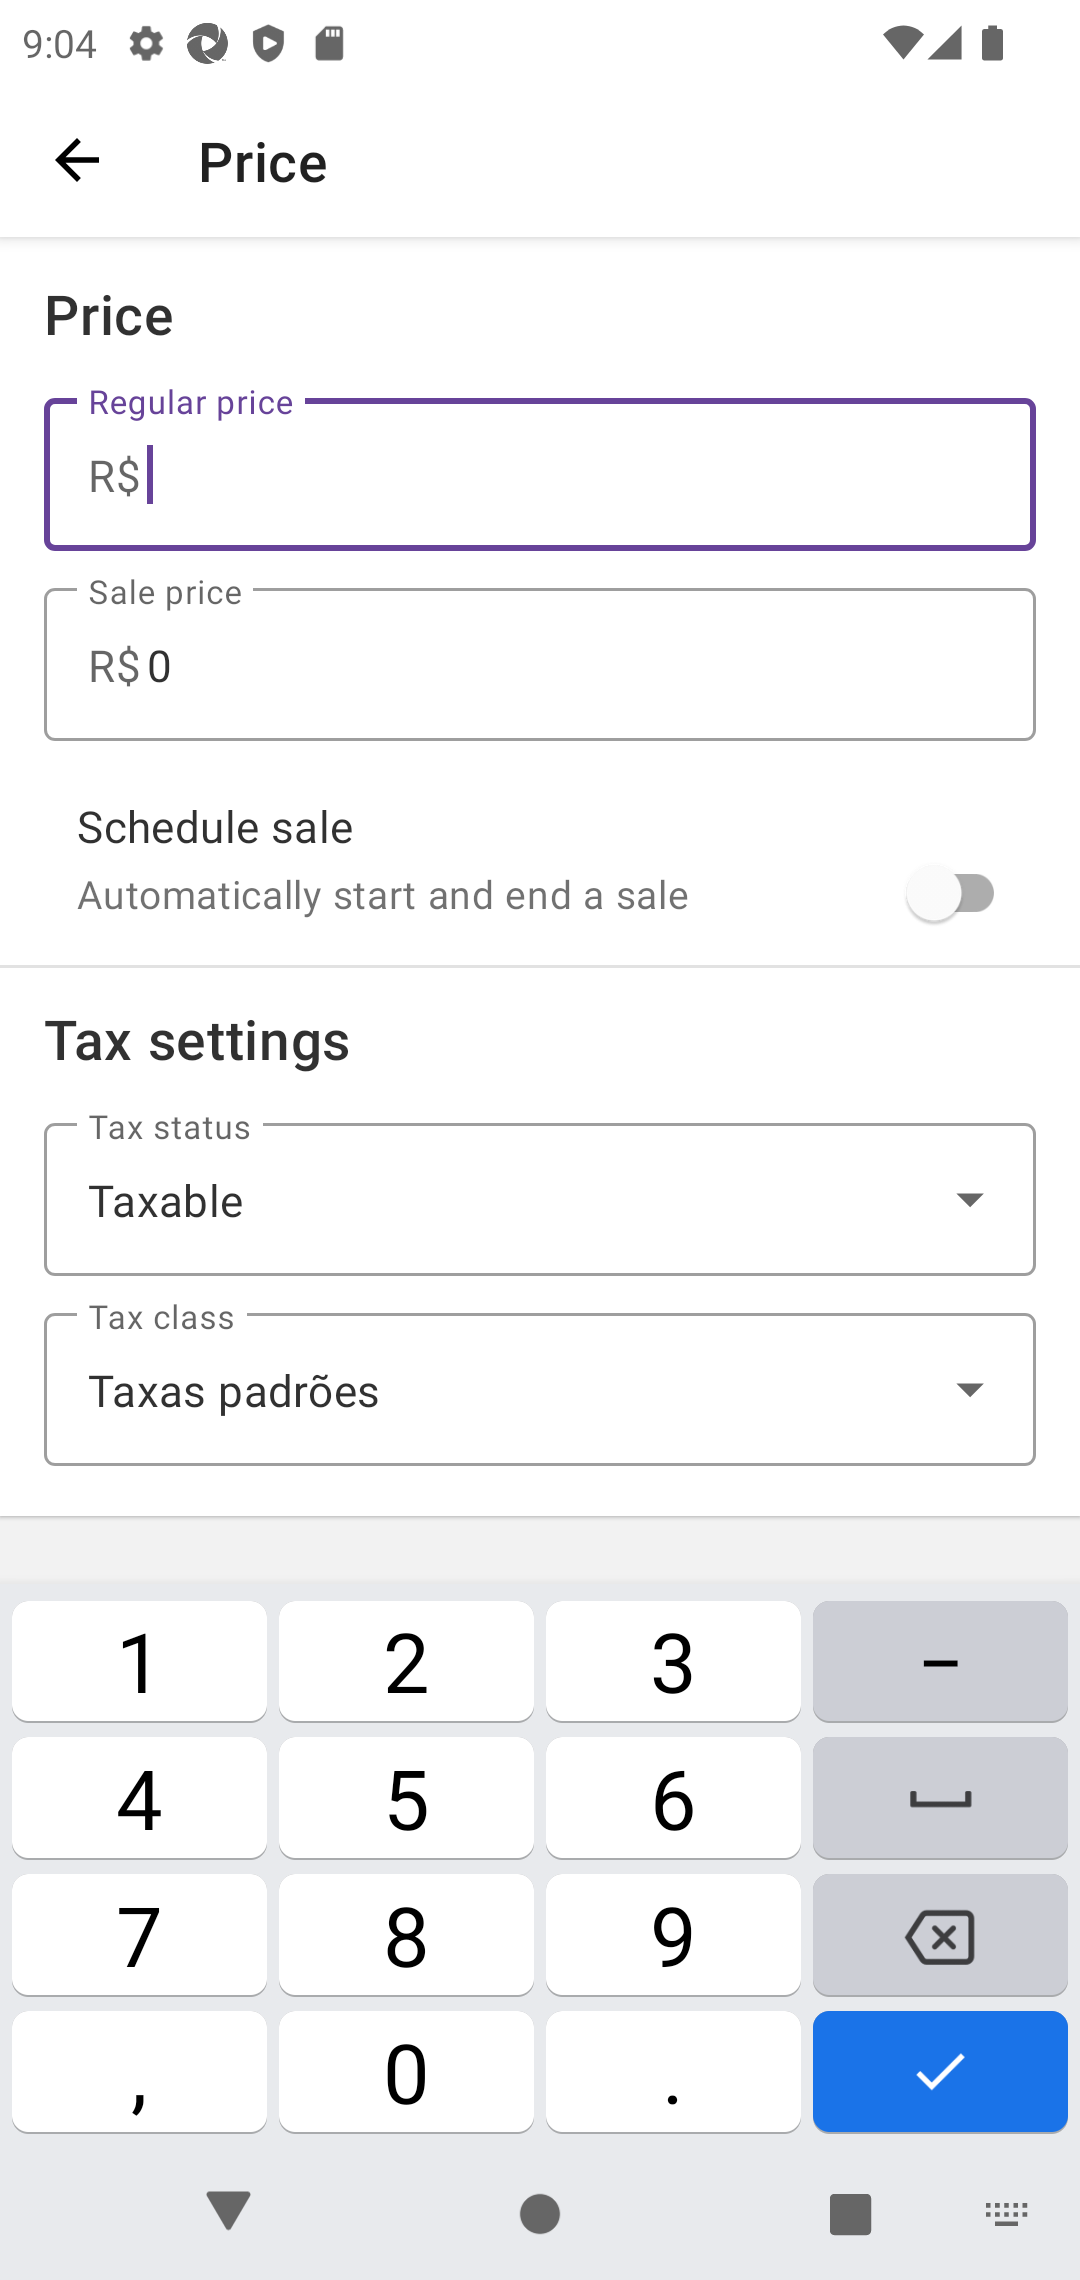 9:04
Price
Price
Regular price
R$
Sale price
R$ 0
Schedule sale
Automatically start and end a sale
Tax settings
Tax status
Taxable
Tax class
Taxas padrões
1 2 3 –
4 5 6
7 8 9
, 0 .